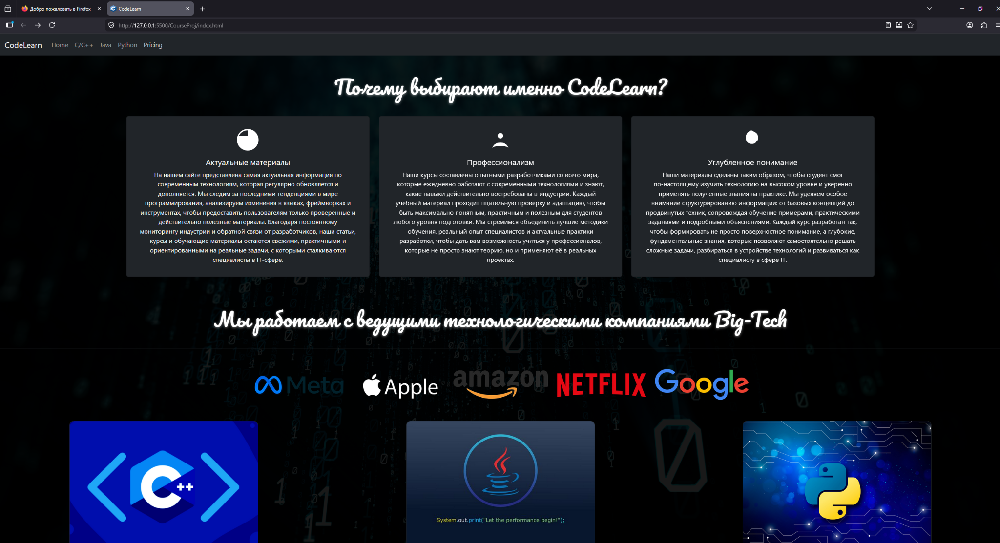 Добро пожаловать в Firefox
CodeLearn
http://127.0.0.1:5500/CourseProj/index.html
CodeLearn Home C/C++ Java Python Pricing
Почему выбирают именно CodeLearn?
Актуальные материалы
На нашем сайте представлена самая актуальная информация по
современным технологиям, которая регулярно обновляется и
дополняется. Мы следим за последними тенденциями в мире
программирования, анализируем изменения в языках, фреймворках и
инструментах, чтобы предоставить пользователям только проверенные и
действительно полезные материалы. Благодаря постоянному
мониторингу индустрии и обратной связи от разработчиков, наши статьи,
курсы и обучающие материалы остаются свежими, практичными и
ориентированными на реальные задачи, с которыми сталкиваются
специалисты в IT-сфере.
Профессионализм
Наши курсы составлены опытными разработчиками со всего мира,
которые ежедневно работают с современными технологиями и знают,
какие навыки действительно востребованы в индустрии. Каждый
учебный материал проходит тщательную проверку и адаптацию, чтобы
быть максимально понятным, практичным и полезным для студентов
любого уровня подготовки. Мы стремимся объединить лучшие методики
обучения, реальный опыт специалистов и актуальные практики
разработки, чтобы дать вам возможность учиться у профессионалов,
которые не просто знают теорию, но и применяют её в реальных
проектах.
Углубленное понимание
Наши материалы сделаны таким образом, чтобы студент смог
по-настоящему изучить технологию на высоком уровне и уверенно
применять полученные знания на практике. Мы уделяем особое
внимание структурированию информации: от базовых концепций до
продвинутых техник, сопровождая обучение примерами, практическими
заданиями и подробными объяснениями. Каждый курс разработан так,
чтобы формировать не просто поверхностное понимание, а глубокие,
фундаментальные знания, которые позволяют самостоятельно решать
сложные задачи, разбираться в устройстве технологий и развиваться как
специалисту в сфере IT.
Мы работаем с ведущими технологическими компаниями Big-Tech
Meta Apple amazon NETFLIX Google
C++
System.out.print("Let the performance begin!");